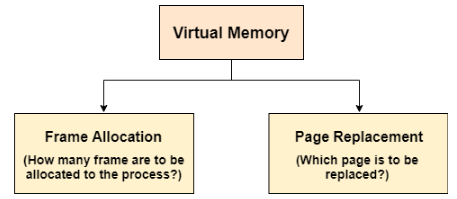 Virtual Memory
Frame Allocation
(How many frame are to be
allocated to the process?)
Page Replacement
(Which page is to be
replaced?)